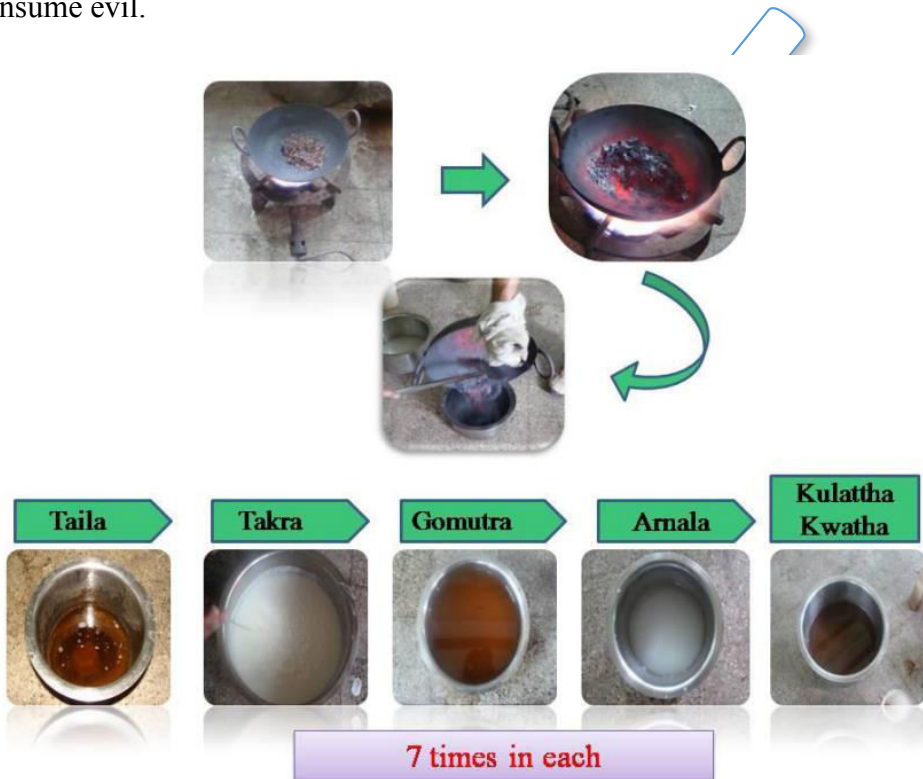 nsume evil.
Taila
Takra
Gomutra
Arnala
Kulattha
Kwatha
7 times in each